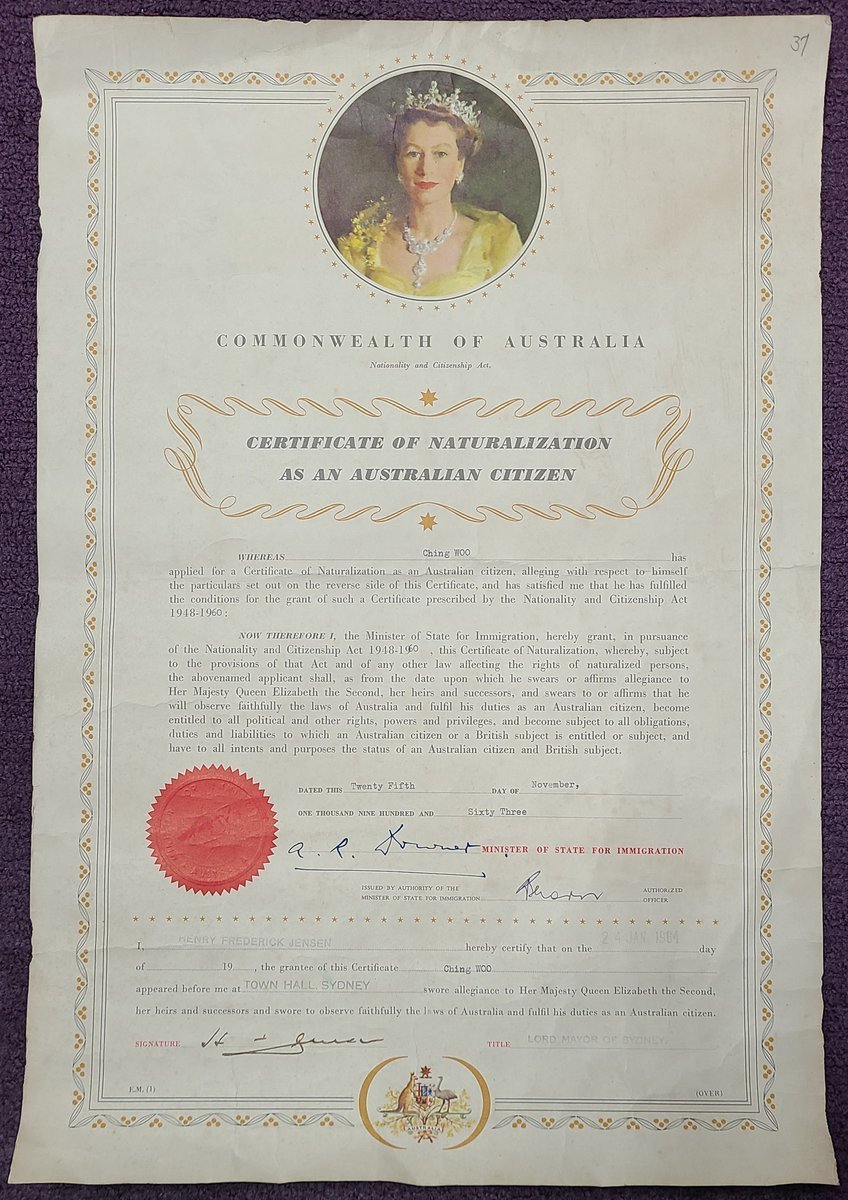 37
COMMONWEALTH OF AUSTRALIA
Nationality and Citizenship Act.
CERTIFICATE OF NATURALIZATION
AS AN AUSTRALIAN CITIZEN
WHEREAS Ching WOO has
applied for a Certificate of Naturalization as an Australian citizen, alleging with respect to himself
the particulars set out on the reverse side of this Certificate, and has satisfied me that he has fulfilled
the conditions for the grant of such a Certificate prescribed by the Nationality and Citizenship Act
1948-1960:
NOW THEREFORE I, the Minister of State for Immigration, hereby grant, in pursuance
of the Nationality and Citizenship Act 1948-1960 , this Certificate of Naturalization, whereby, subject
to the provisions of that Act and of any other law affecting the rights of naturalized persons,
the abovenamed applicant shall, as from the date upon which he swears or affirms allegiance to
Her Majesty Queen Elizabeth the Second, her heirs and successors, and swears to or affirms that he
will observe faithfully the laws of Australia and fulfil his duties as an Australian citizen, become
entitled to all political and other rights, powers and privileges, and become subject to all obligations,
duties and liabilities to which an Australian citizen or a British subject is entitled or subject, and
have to all intents and purposes the status of an Australian citizen and British subject.
DATED THIS Twenty Fifth DAY OF November,
ONE THOUSAND NINE HUNDRED AND Sixty Three
A. R. Downer MINISTER OF STATE FOR IMMIGRATION
ISSUED BY AUTHORITY OF THE
MINISTER OF STATE FOR IMMIGRATION
AUTHORIZED
OFFICER
I, HENRY FREDERICK JENSEN hereby certify that on the 24 JAN 1964 day
of 19 , the grantee of this Certificate Ching WOO
appeared before me at TOWN HALL, SYDNEY swore allegiance to Her Majesty Queen Elizabeth the Second,
her heirs and successors and swore to observe faithfully the laws of Australia and fulfil his duties as an Australian citizen.
SIGNATURE H F Jensen TITLE LORD MAYOR OF SYDNEY.
F.M. (1)
(OVER)
AUSTRALIA